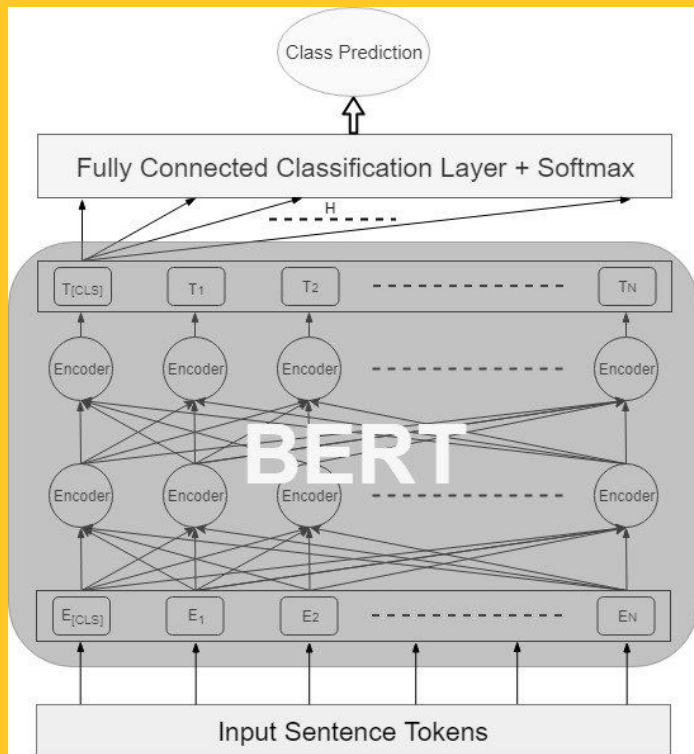 Class Prediction
Fully Connected Classification Layer + Softmax
H
T[CLS] T1 T2 TN
Encoder Encoder Encoder Encoder
BERT
Encoder Encoder Encoder Encoder
E[CLS] E1 E2 EN
Input Sentence Tokens